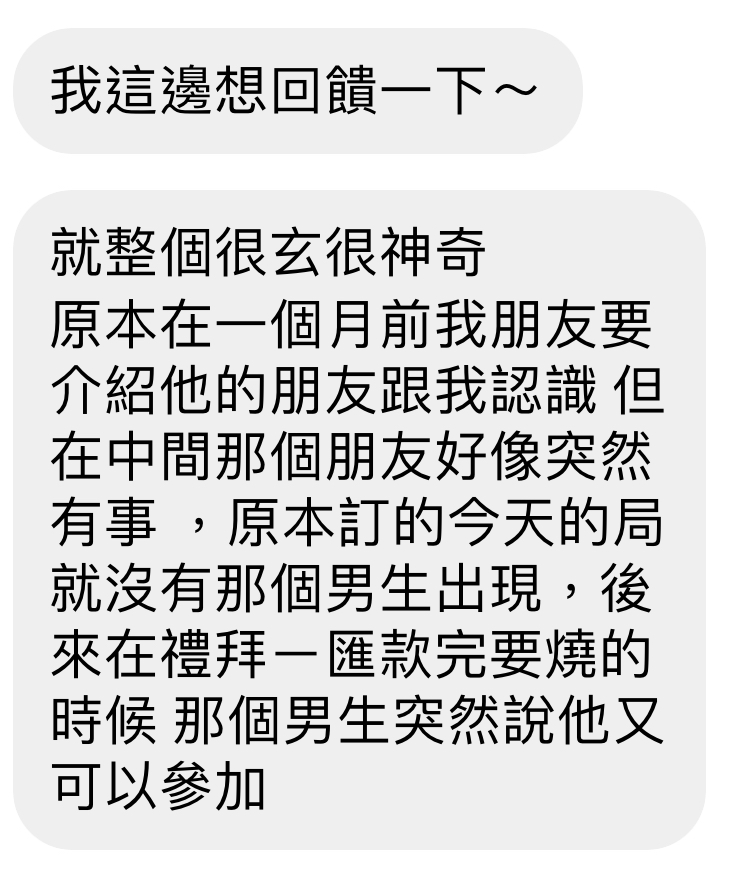 我這邊想回饋一下～
就整個很玄很神奇
原本在一個月前我朋友要
介紹他的朋友跟我認識 但
在中間那個朋友好像突然
有事 ，原本訂的今天的局
就沒有那個男生出現，後
來在禮拜ㄧ匯款完要燒的
時候 那個男生突然說他又
可以參加